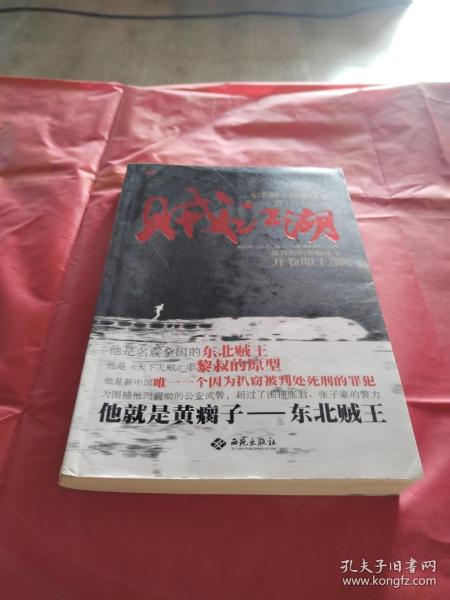 贼江湖
开卷即上瘾
他是名震全国的东北贼王
他是《天下无贼》中黎叔的原型
他是新中国唯一一个因为扒窃被判处死刑的罪犯
为围捕他而调动的公安武警，超过了围捕张君、张子豪的警力
他就是黄瘸子——东北贼王
西苑出版社
孔夫子旧书网
www.kongfz.com